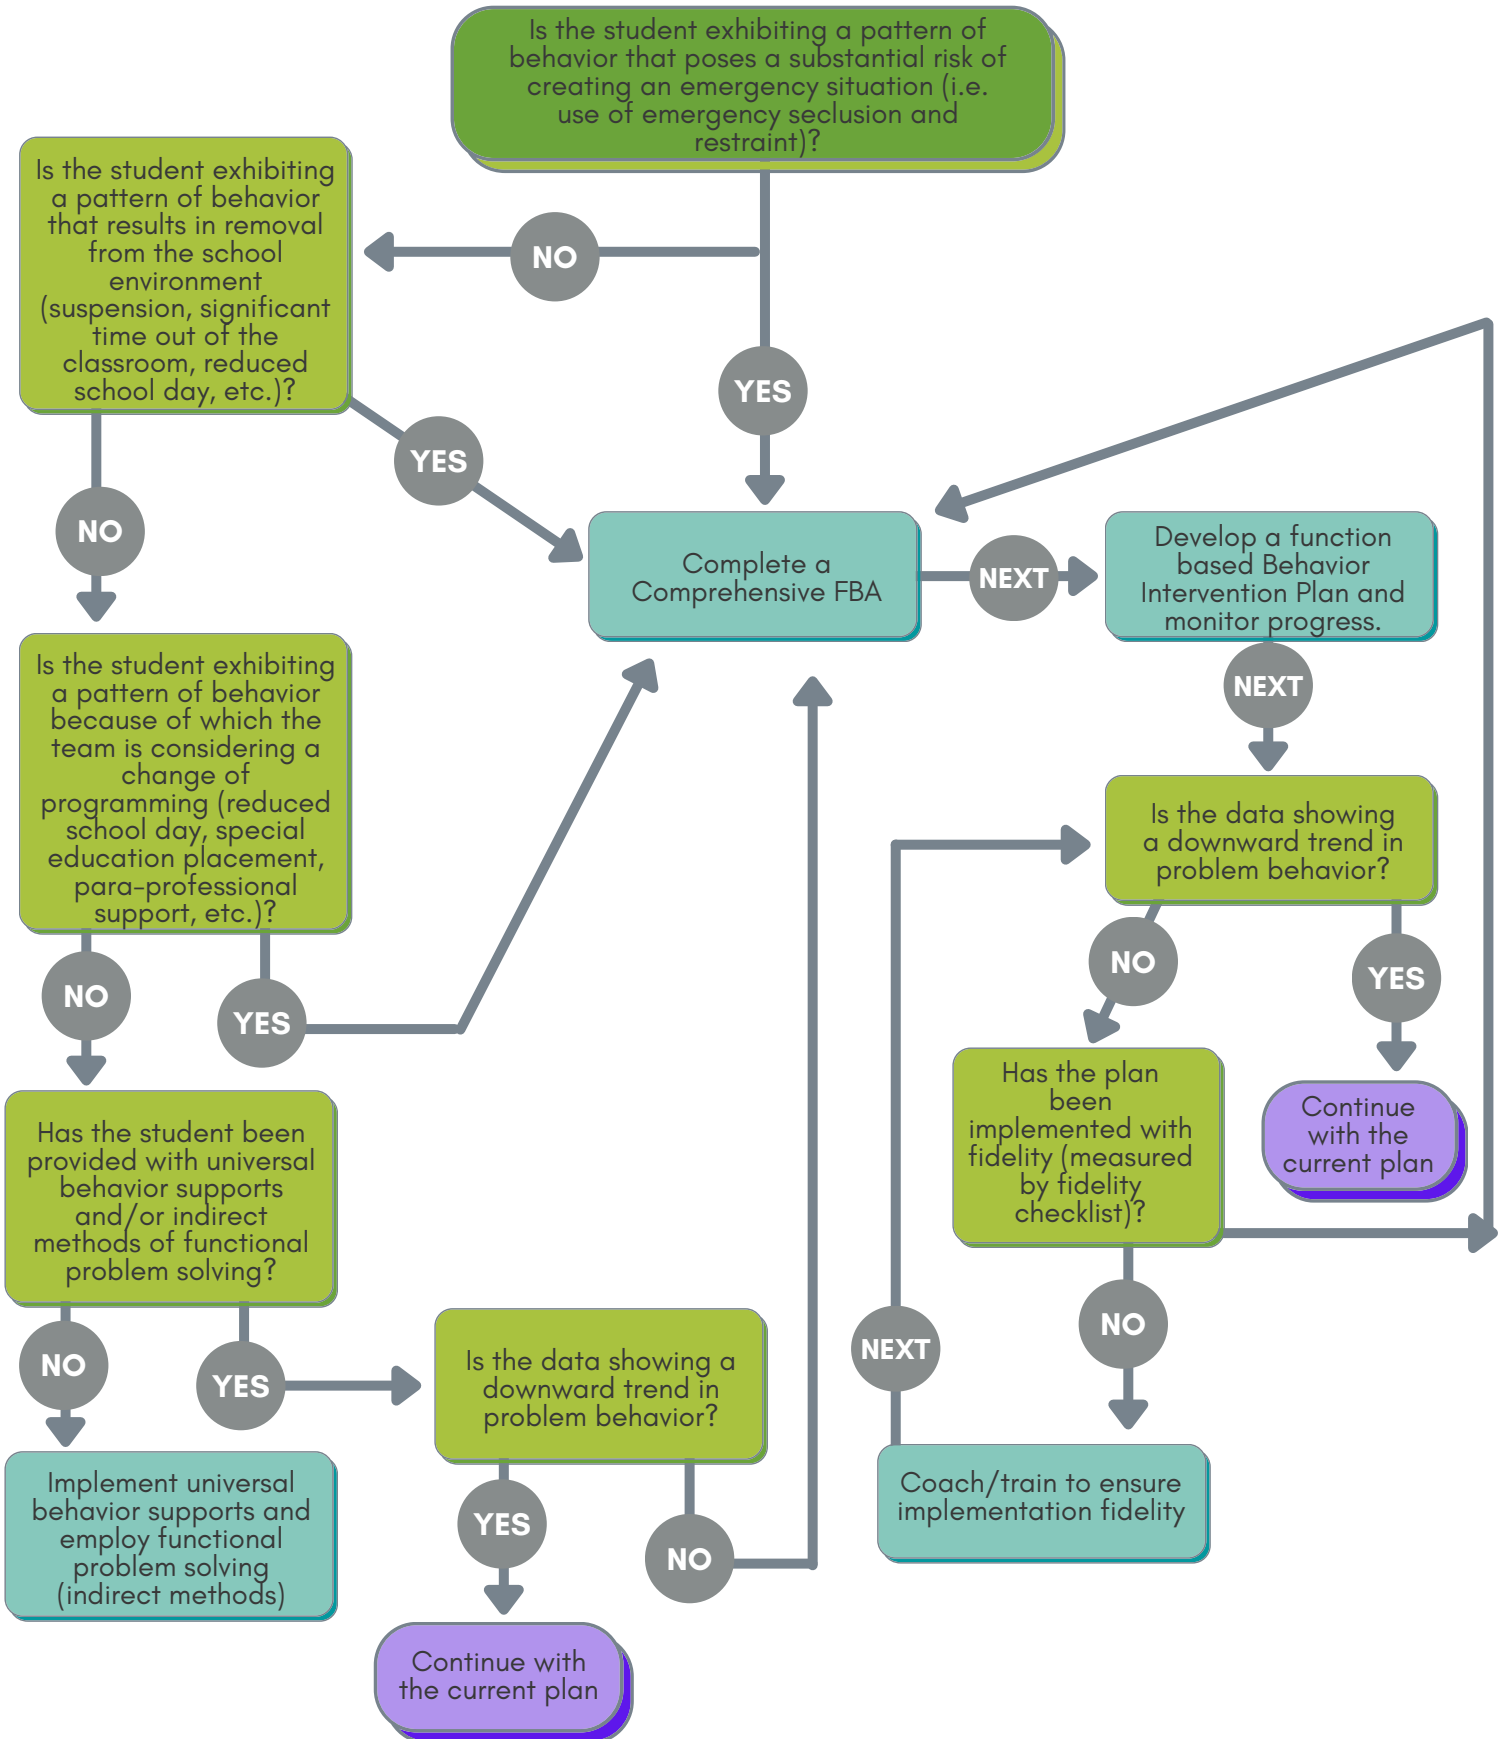 Is the student exhibiting a pattern of
behavior that poses a substantial risk of
creating an emergency situation (i.e.
use of emergency seclusion and
restraint)?
NO
YES
Is the student exhibiting
a pattern of behavior
that results in removal
from the school
environment
(suspension, significant
time out of the
classroom, reduced
school day, etc.)?
YES
NO
Complete a
Comprehensive FBA
NEXT
Develop a function
based Behavior
Intervention Plan and
monitor progress.
NEXT
Is the student exhibiting
a pattern of behavior
because of which the
team is considering a
change of
programming (reduced
school day, special
education placement,
para-professional
support, etc.)?
NO
YES
Is the data showing
a downward trend in
problem behavior?
NO
YES
Has the plan
been
implemented with
fidelity (measured
by fidelity
checklist)?
Continue
with the
current plan
NO
NEXT
Coach/train to ensure
implementation fidelity
Has the student been
provided with universal
behavior supports
and/or indirect
methods of functional
problem solving?
NO
YES
Is the data showing a
downward trend in
problem behavior?
YES
NO
Implement universal
behavior supports and
employ functional
problem solving
(indirect methods)
Continue with
the current plan